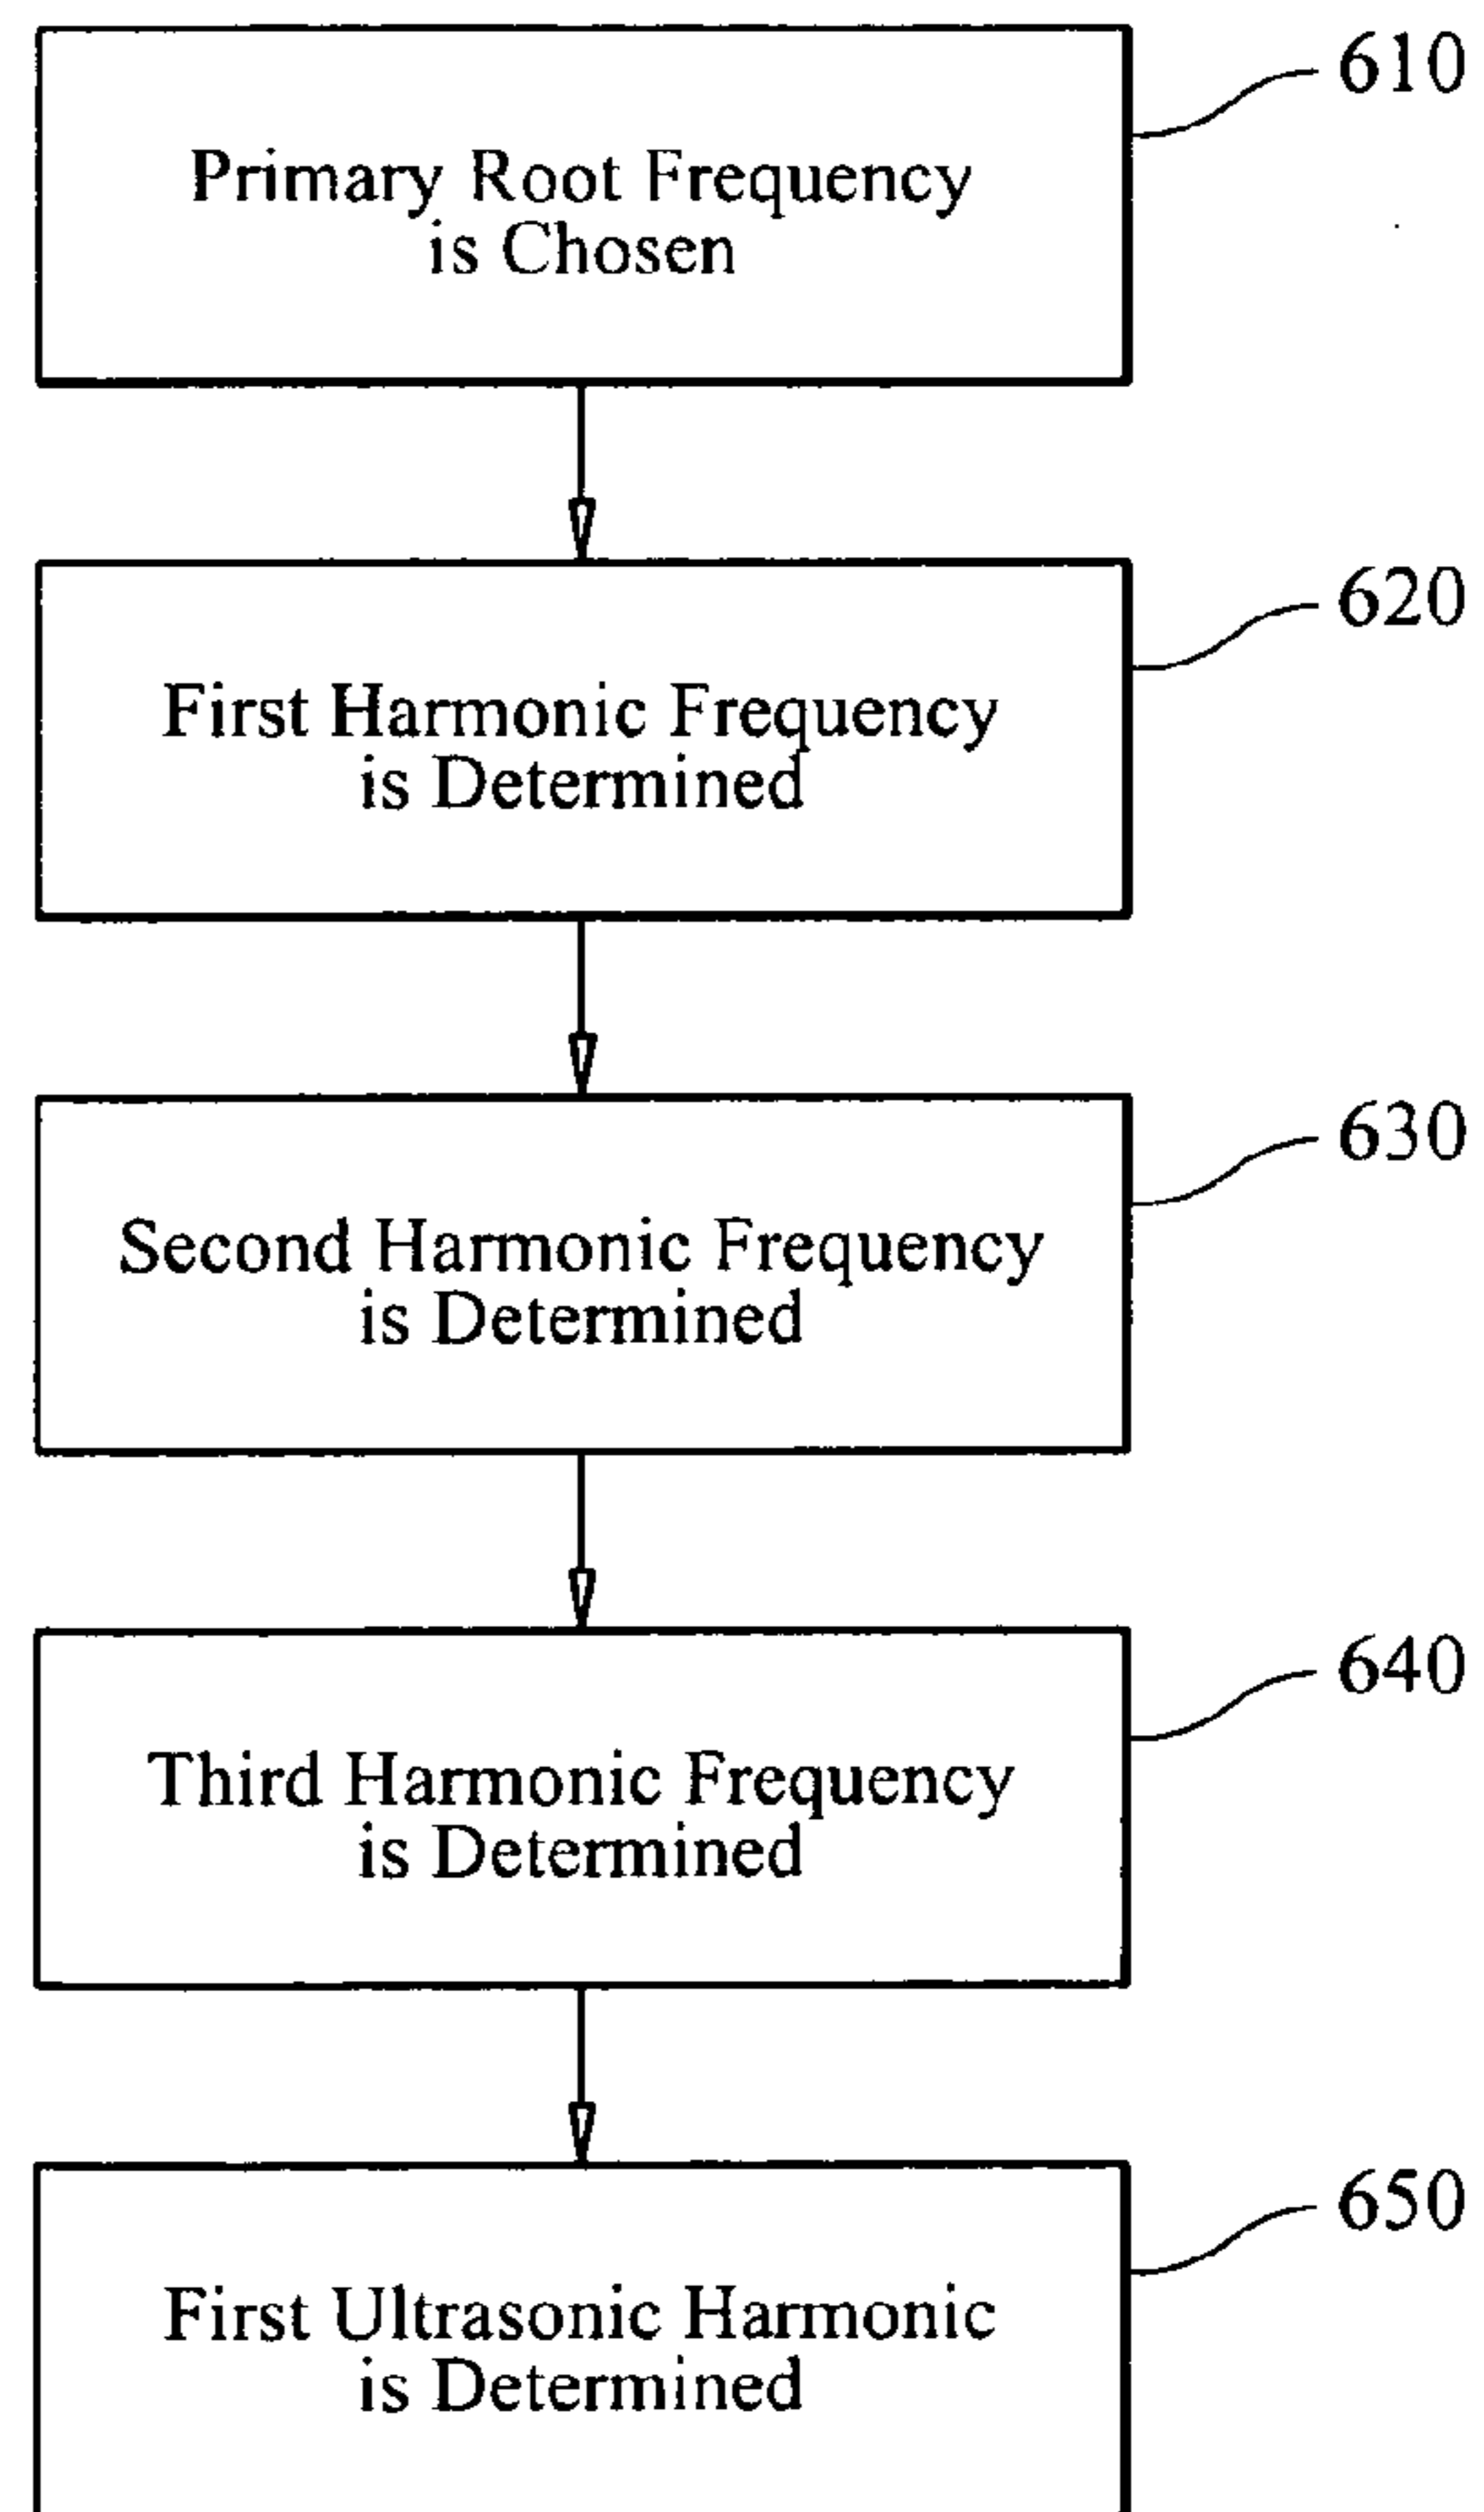 610
Primary Root Frequency
is Chosen
620
First Harmonic Frequency
is Determined
630
Second Harmonic Frequency
is Determined
640
Third Harmonic Frequency
is Determined
650
First Ultrasonic Harmonic
is Determined